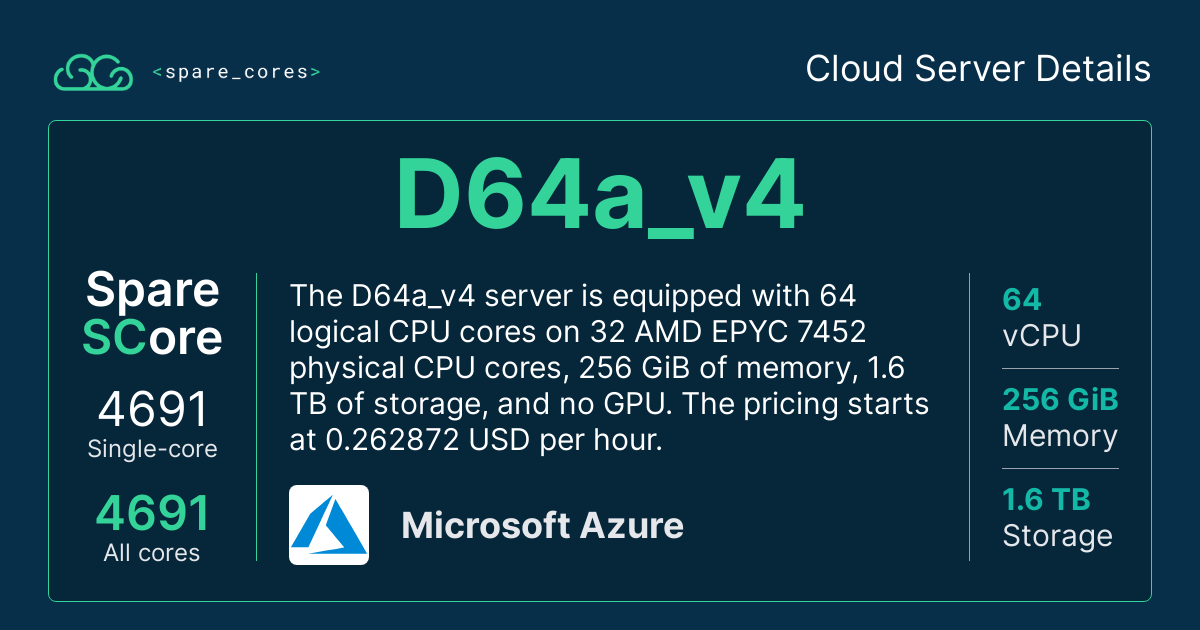 <spare_cores>
Cloud Server Details
D64a_v4
Spare
SCore
4691
Single-core
4691
All cores
The D64a_v4 server is equipped with 64
logical CPU cores on 32 AMD EPYC 7452
physical CPU cores, 256 GiB of memory, 1.6
TB of storage, and no GPU. The pricing starts
at 0.262872 USD per hour.
Microsoft Azure
64
vCPU
256 GiB
Memory
1.6 TB
Storage